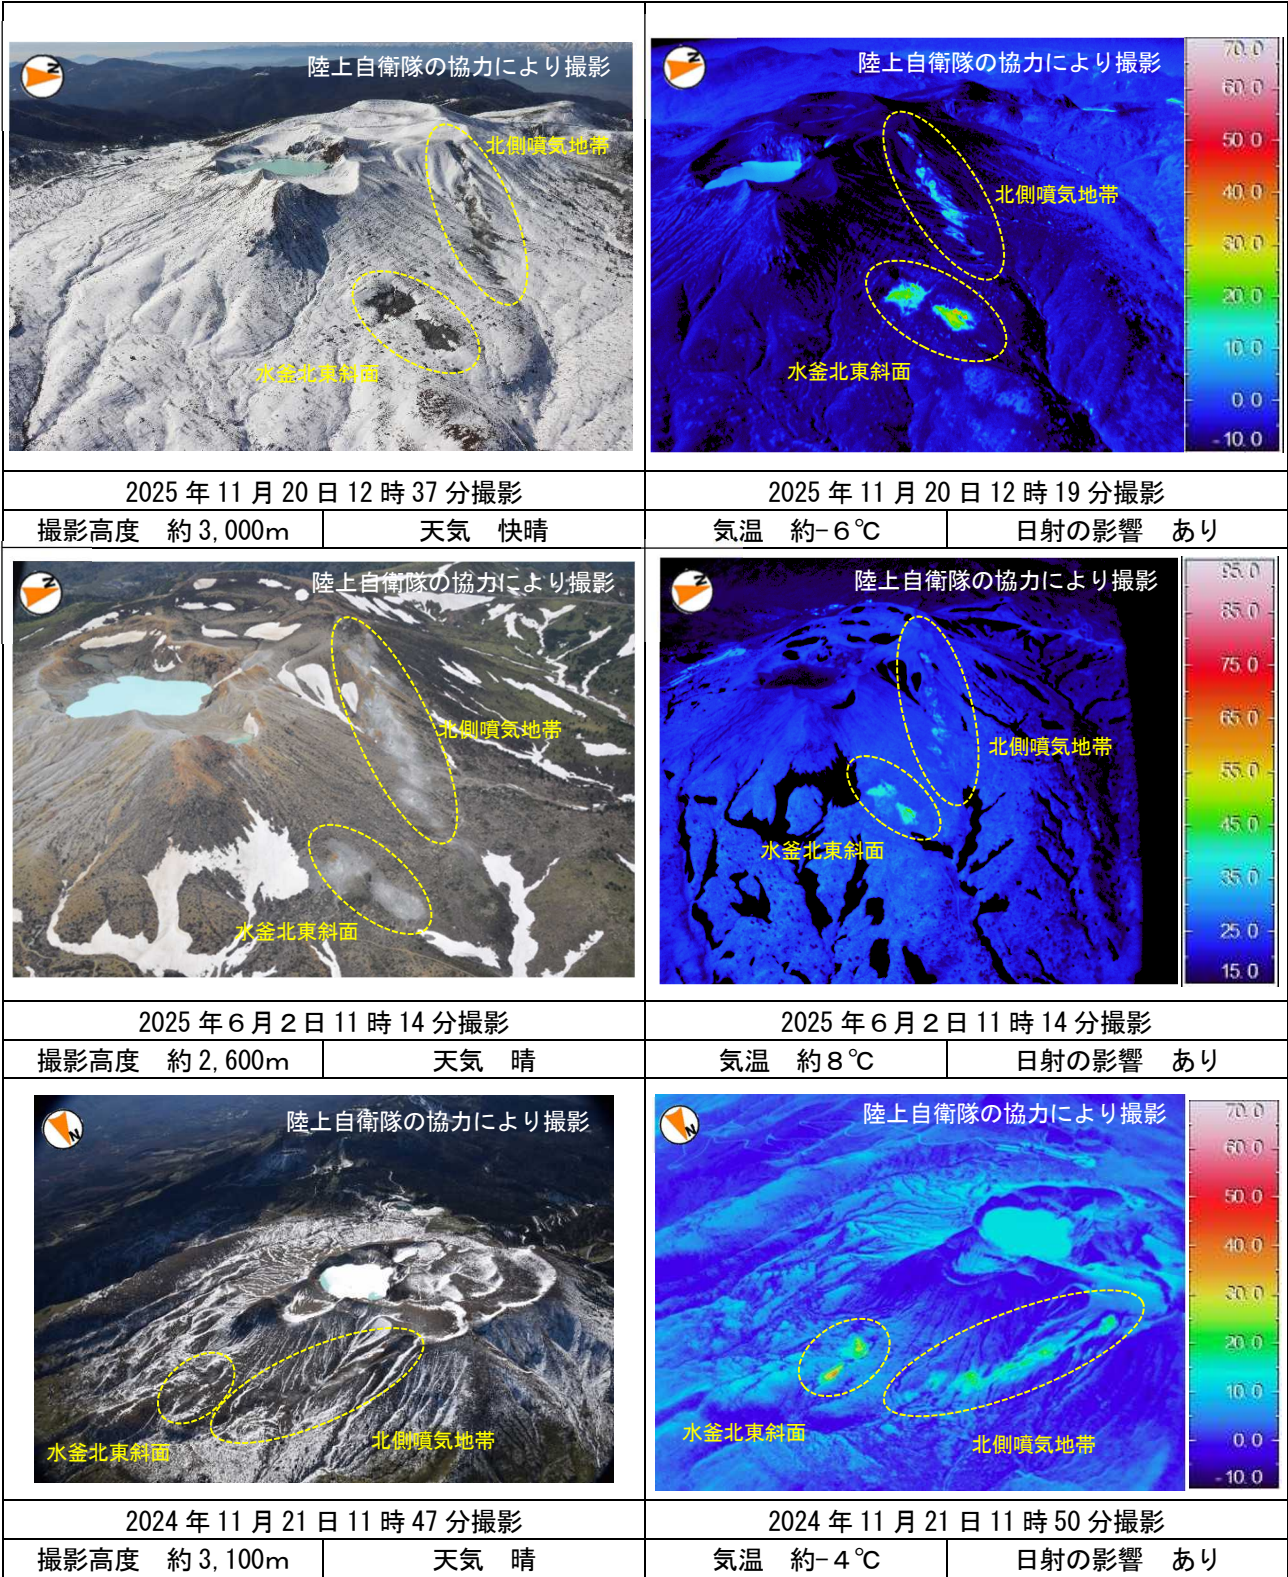 N
陸上自衛隊の協力により撮影
北側噴気地帯
水釜北東斜面
N
陸上自衛隊の協力により撮影
北側噴気地帯
水釜北東斜面
70.0
60.0
50.0
40.0
30.0
20.0
10.0
0.0
-10.0
2025年11月20日12時37分撮影
2025年11月20日12時19分撮影
撮影高度 約3,000m 天気 快晴
気温 約-6℃ 日射の影響 あり
N
陸上自衛隊の協力により撮影
北側噴気地帯
水釜北東斜面
N
陸上自衛隊の協力により撮影
北側噴気地帯
水釜北東斜面
95.0
85.0
75.0
65.0
55.0
45.0
35.0
25.0
15.0
2025年6月2日11時14分撮影
2025年6月2日11時14分撮影
撮影高度 約2,600m 天気 晴
気温 約8℃ 日射の影響 あり
N
陸上自衛隊の協力により撮影
水釜北東斜面
北側噴気地帯
N
陸上自衛隊の協力により撮影
水釜北東斜面
北側噴気地帯
70.0
60.0
50.0
40.0
30.0
20.0
10.0
0.0
-10.0
2024年11月21日11時47分撮影
2024年11月21日11時50分撮影
撮影高度 約3,100m 天気 晴
気温 約-4℃ 日射の影響 あり